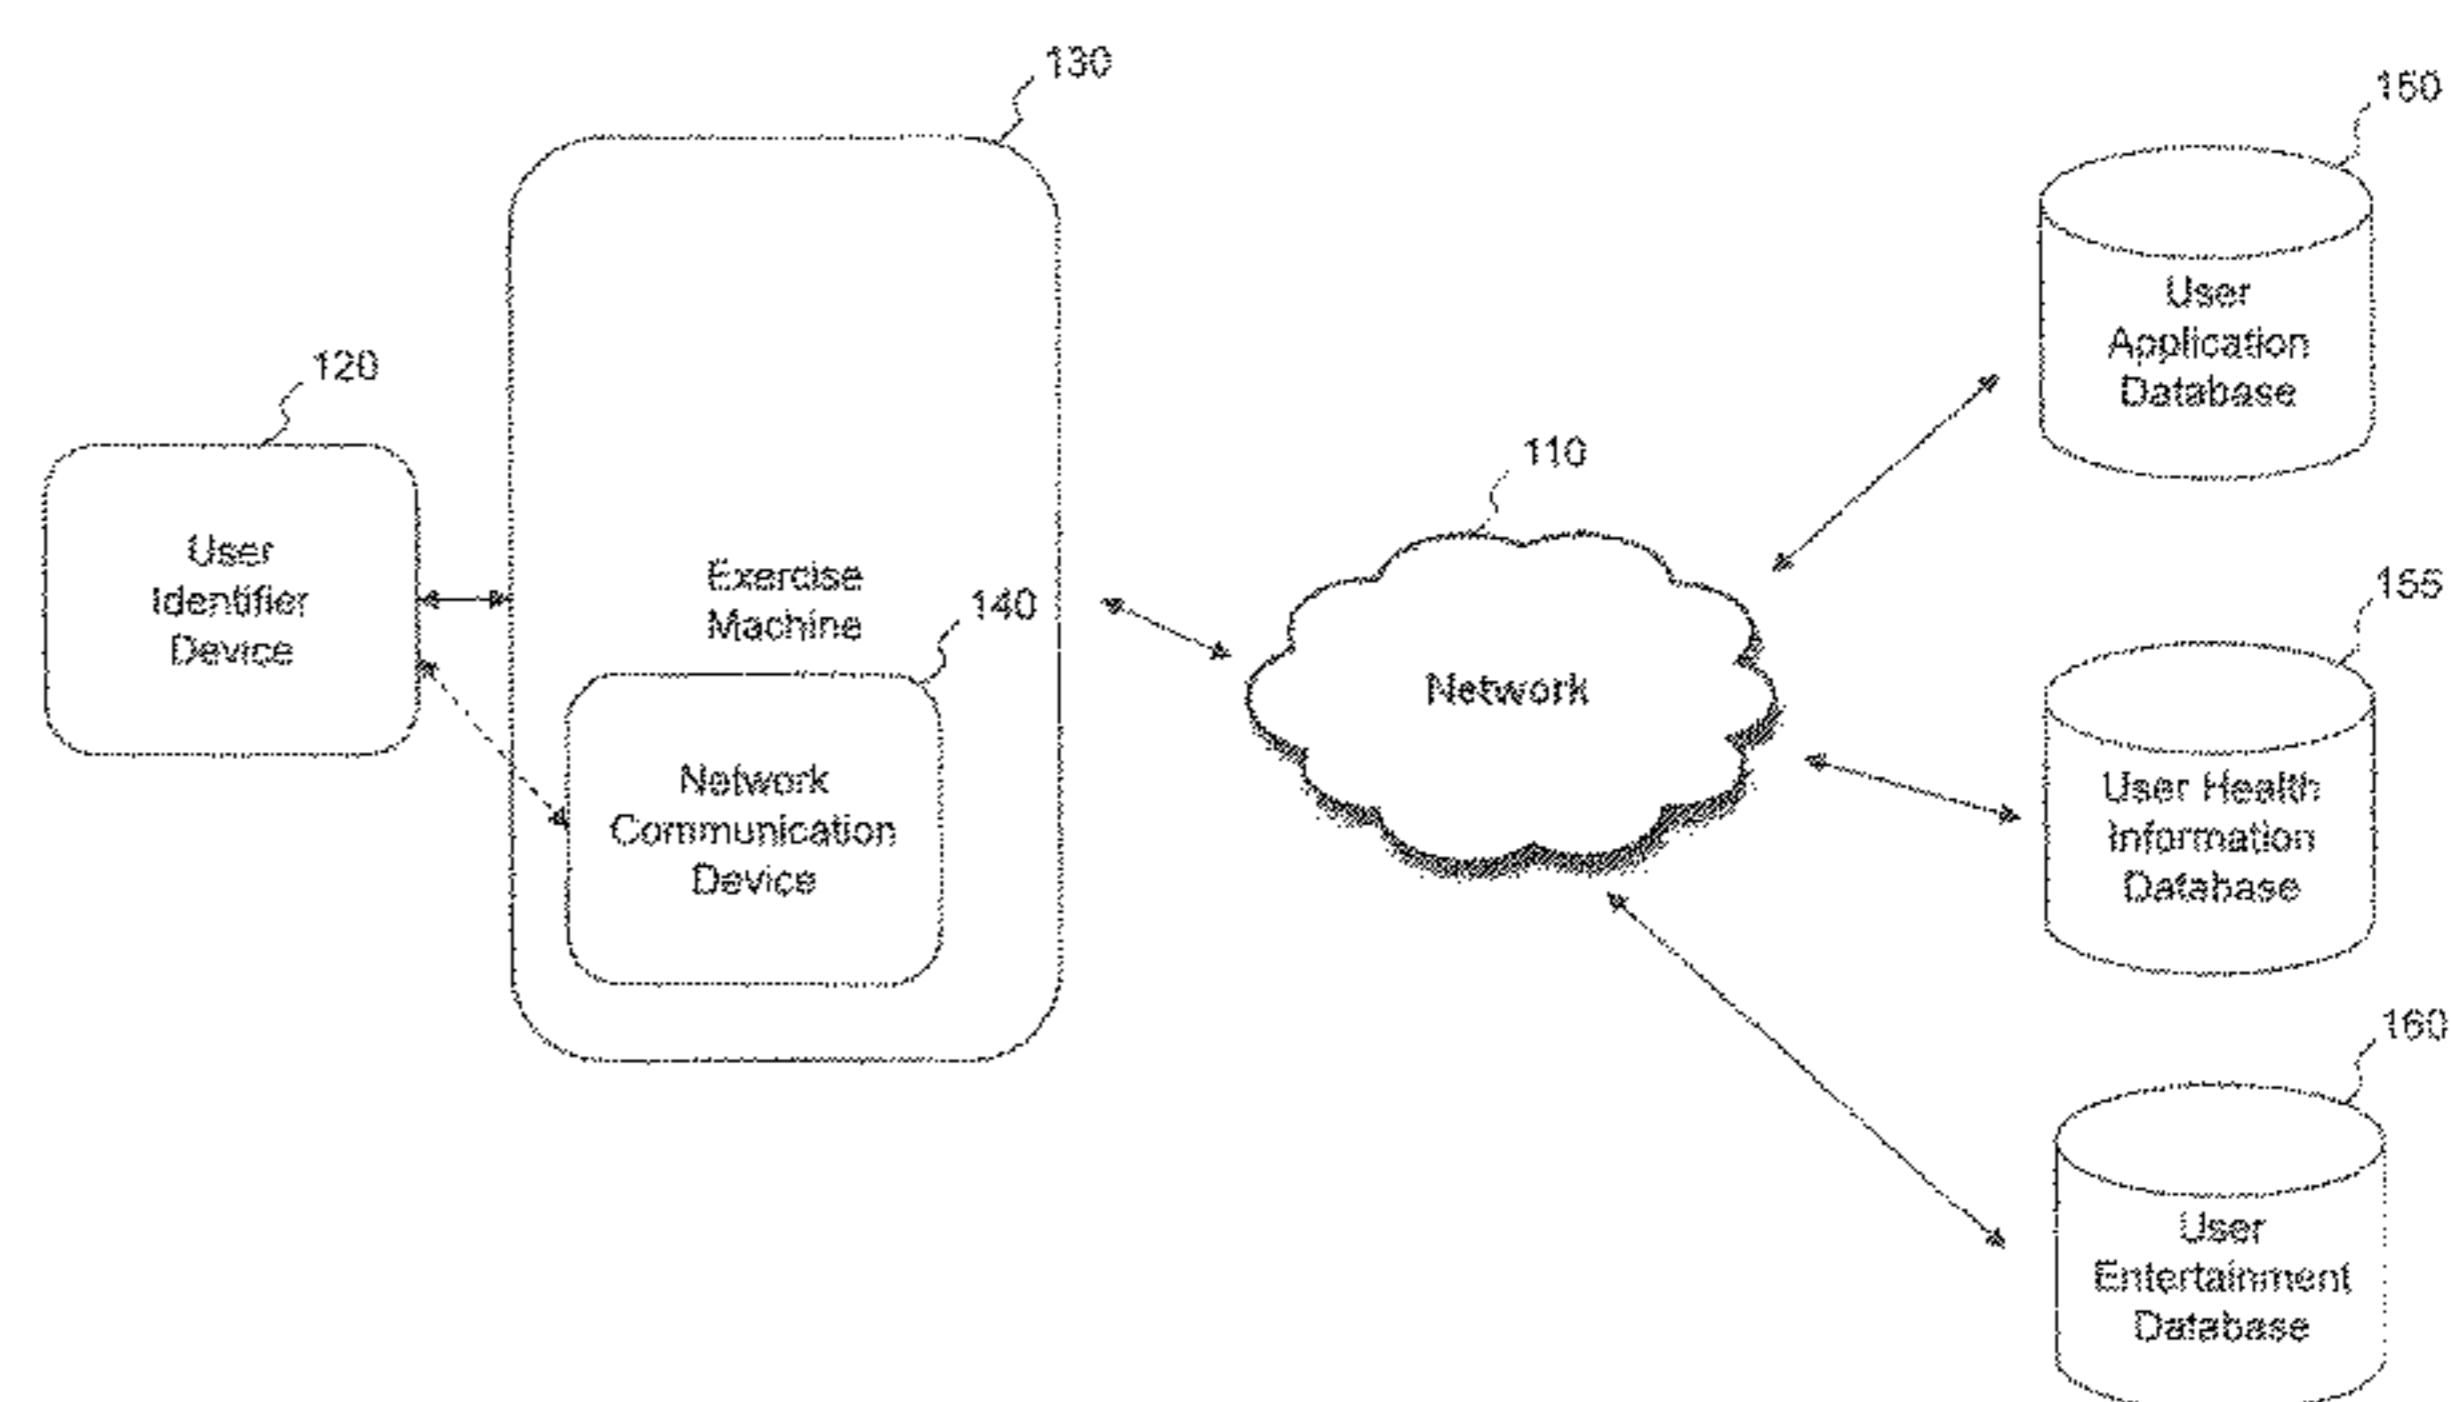 130
150
120
User
Application
Database
110
User
Identifier
Device
Exercise
Machine
140
155
Network
Network
Communication
Device
User Health
Information
Database
160
User
Entertainment
Database